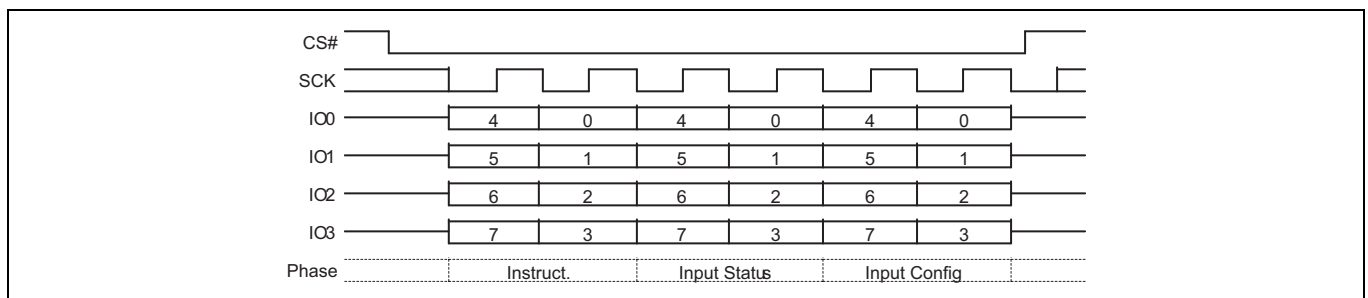 CS#
SCK
IO0 4 0 4 0 4 0
IO1 5 1 5 1 5 1
IO2 6 2 6 2 6 2
IO3 7 3 7 3 7 3
Phase Instruct. Input Status Input Config